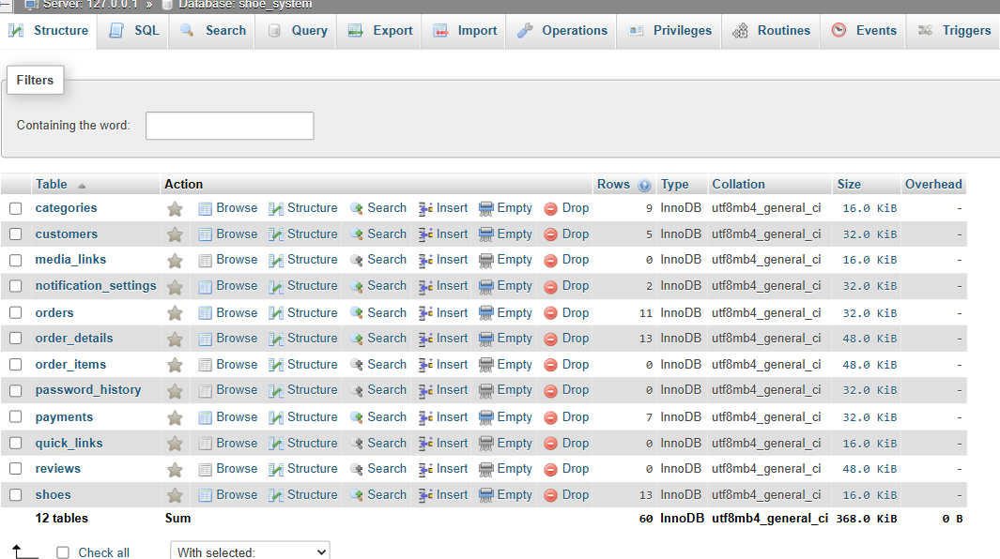 Server: 127.0.0.1 » Database: shoe_system
Structure SQL Search Query Export Import Operations Privileges Routines Events Triggers
Filters
Containing the word:
Table Action Rows Type Collation Size Overhead
categories Browse Structure Search Insert Empty Drop 9 InnoDB utf8mb4_general_ci 16.0 KiB -
customers Browse Structure Search Insert Empty Drop 5 InnoDB utf8mb4_general_ci 32.0 KiB -
media_links Browse Structure Search Insert Empty Drop 0 InnoDB utf8mb4_general_ci 16.0 KiB -
notification_settings Browse Structure Search Insert Empty Drop 2 InnoDB utf8mb4_general_ci 32.0 KiB -
orders Browse Structure Search Insert Empty Drop 11 InnoDB utf8mb4_general_ci 32.0 KiB -
order_details Browse Structure Search Insert Empty Drop 13 InnoDB utf8mb4_general_ci 48.0 KiB -
order_items Browse Structure Search Insert Empty Drop 0 InnoDB utf8mb4_general_ci 48.0 KiB -
password_history Browse Structure Search Insert Empty Drop 0 InnoDB utf8mb4_general_ci 32.0 KiB -
payments Browse Structure Search Insert Empty Drop 7 InnoDB utf8mb4_general_ci 32.0 KiB -
quick_links Browse Structure Search Insert Empty Drop 0 InnoDB utf8mb4_general_ci 16.0 KiB -
reviews Browse Structure Search Insert Empty Drop 0 InnoDB utf8mb4_general_ci 48.0 KiB -
shoes Browse Structure Search Insert Empty Drop 13 InnoDB utf8mb4_general_ci 16.0 KiB -
12 tables Sum 60 InnoDB utf8mb4_general_ci 368.0 KiB 0 B
Check all With selected: